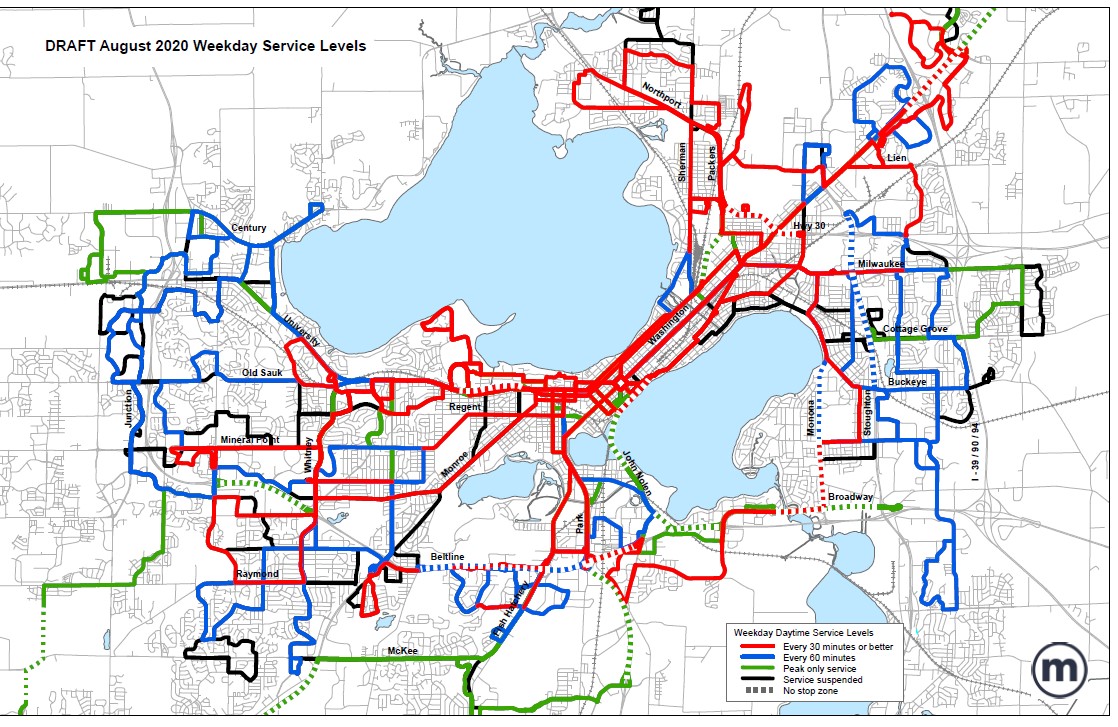 DRAFT August 2020 Weekday Service Levels
Northport
Sherman
Packers
Lien
Century
Hwy 30
Milwaukee
University
Washington
Cottage Grove
Old Sauk
Buckeye
Junction
Regent
Monona
Stoughton
Mineral Point
Whitney
Monroe
John Nolen
I - 39 / 90 / 94
Broadway
Park
Beltline
Raymond
Fish Hatchery
McKee
Weekday Daytime Service Levels
Every 30 minutes or better
Every 60 minutes
Peak only service
Service suspended
No stop zone
m